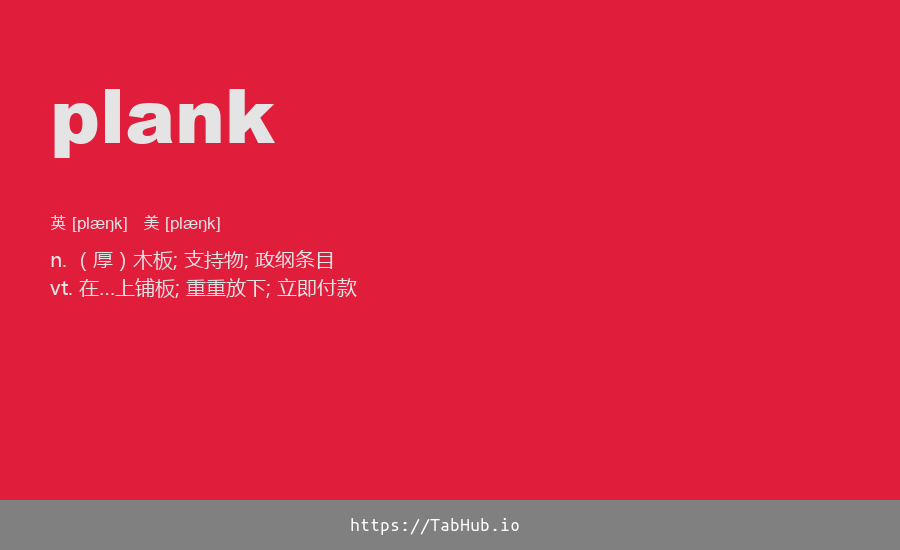 plank
英 [plæŋk] 美 [plæŋk]
n.（厚）木板; 支持物; 政纲条目
vt. 在...上铺板; 重重放下; 立即付款
https://TabHub.io